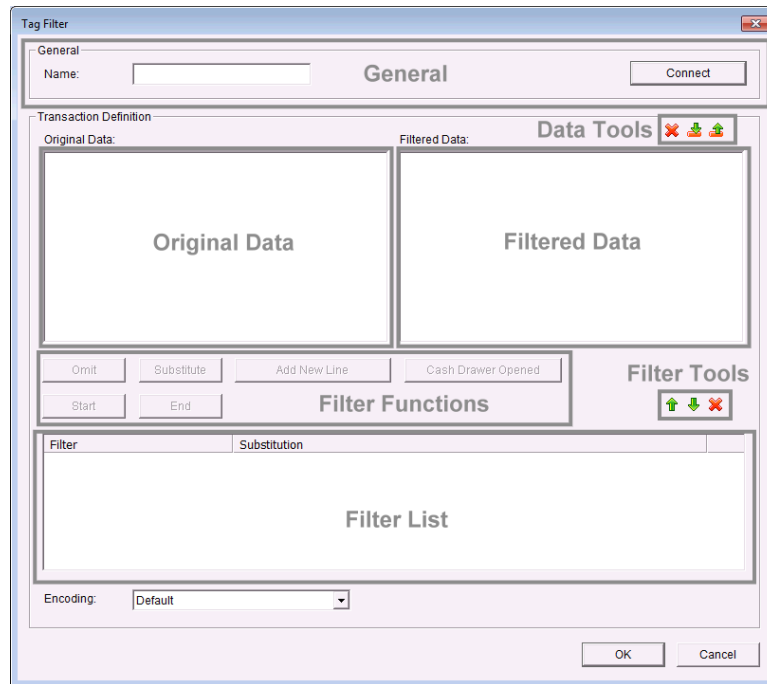 Tag Filter
General
Name:
General
Connect
Transaction Definition
Data Tools
Original Data:
Filtered Data:
Original Data
Filtered Data
Omit
Substitute
Add New Line
Cash Drawer Opened
Filter Tools
Start
End
Filter Functions
Filter
Substitution
Filter List
Encoding:
Default
OK
Cancel